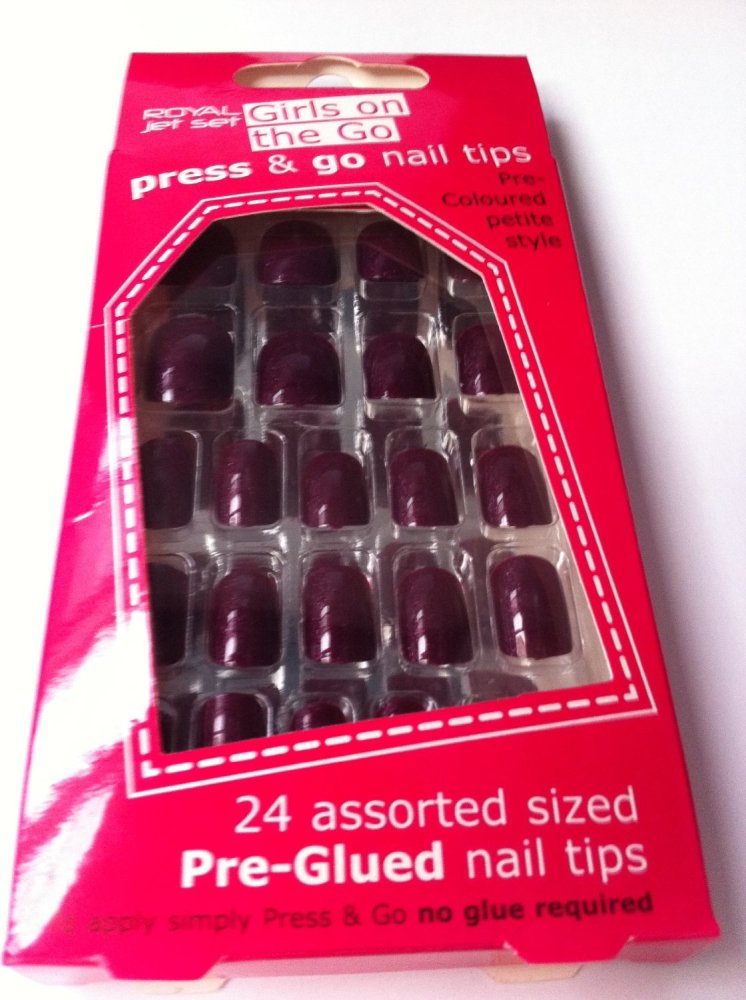 ROYAL
jet set
Girls on
the Go
press & go nail tips
Pre-
Coloured
petite
style
24 assorted sized
Pre-Glued nail tips
apply simply Press & Go no glue required